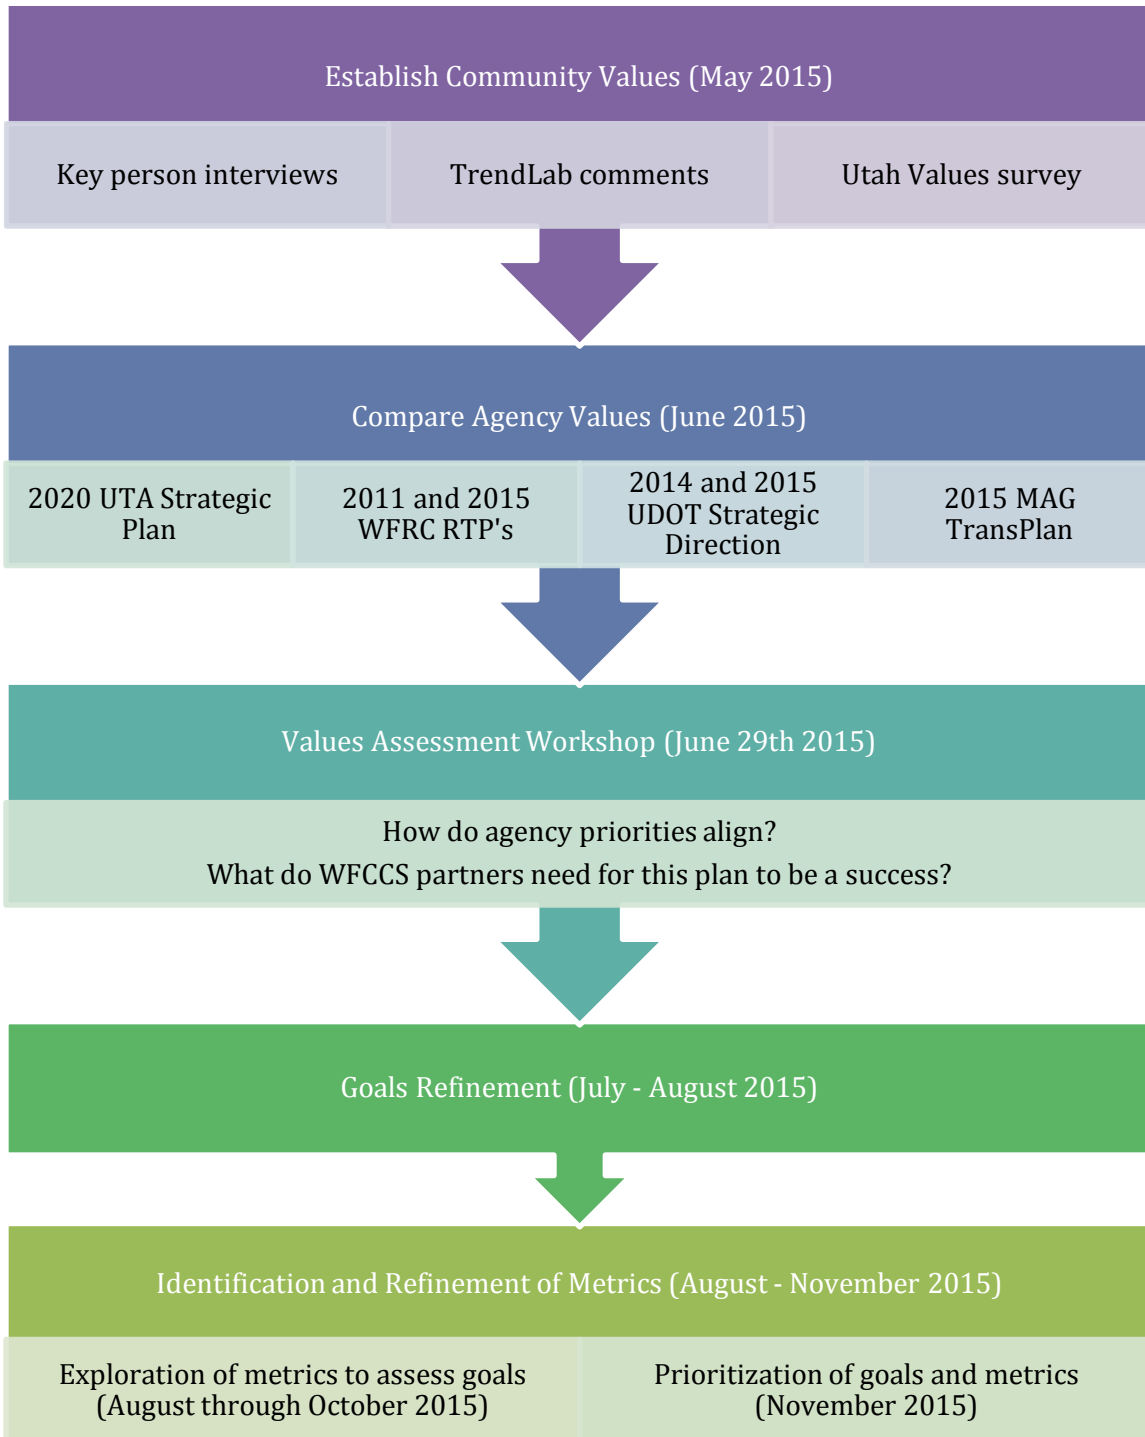 Establish Community Values (May 2015)
Key person interviews
TrendLab comments
Utah Values survey
Compare Agency Values (June 2015)
2020 UTA Strategic
Plan
2011 and 2015
WFRC RTP's
2014 and 2015
UDOT Strategic
Direction
2015 MAG
TransPlan
Values Assessment Workshop (June 29th 2015)
How do agency priorities align?
What do WFCCS partners need for this plan to be a success?
Goals Refinement (July - August 2015)
Identification and Refinement of Metrics (August - November 2015)
Exploration of metrics to assess goals
(August through October 2015)
Prioritization of goals and metrics
(November 2015)